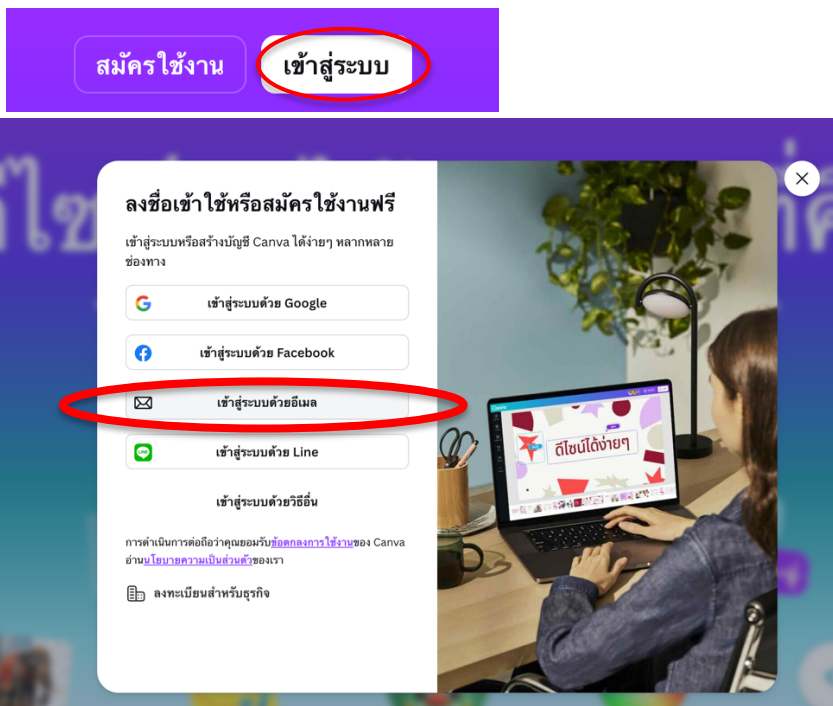 สมัครใช้งาน เข้าสู่ระบบ
ลงชื่อเข้าใช้หรือสมัครใช้งานฟรี
เข้าสู่ระบบหรือสร้างบัญชี Canva ได้ง่ายๆ หลากหลาย
ช่องทาง
เข้าสู่ระบบด้วย Google
เข้าสู่ระบบด้วย Facebook
เข้าสู่ระบบด้วยอีเมล
เข้าสู่ระบบด้วย Line
เข้าสู่ระบบด้วยวิธีอื่น
การดำเนินการต่อถือว่าคุณยอมรับข้อตกลงการใช้งานของ Canva
อ่านนโยบายความเป็นส่วนตัวของเรา
ลงทะเบียนสำหรับธุรกิจ
ดีไซน์ได้ง่ายๆ